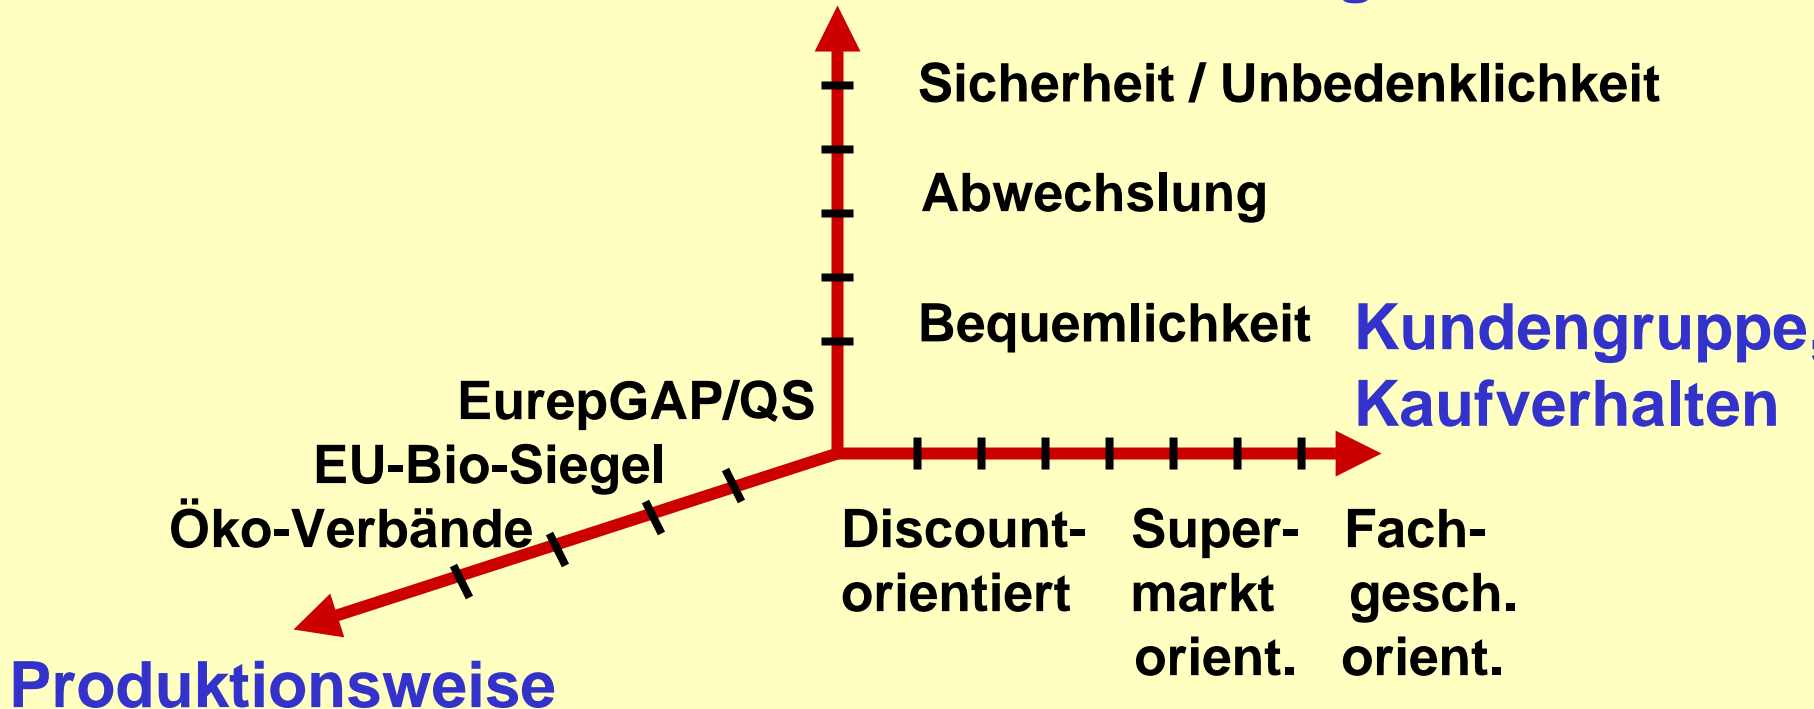 Sicherheit / Unbedenklichkeit
Abwechslung
Bequemlichkeit
Kundengruppe,
Kaufverhalten
EurepGAP/QS
EU-Bio-Siegel
Öko-Verbände
Discount-
orientiert
Super-
markt
orient.
Fach-
gesch.
orient.
Produktionsweise